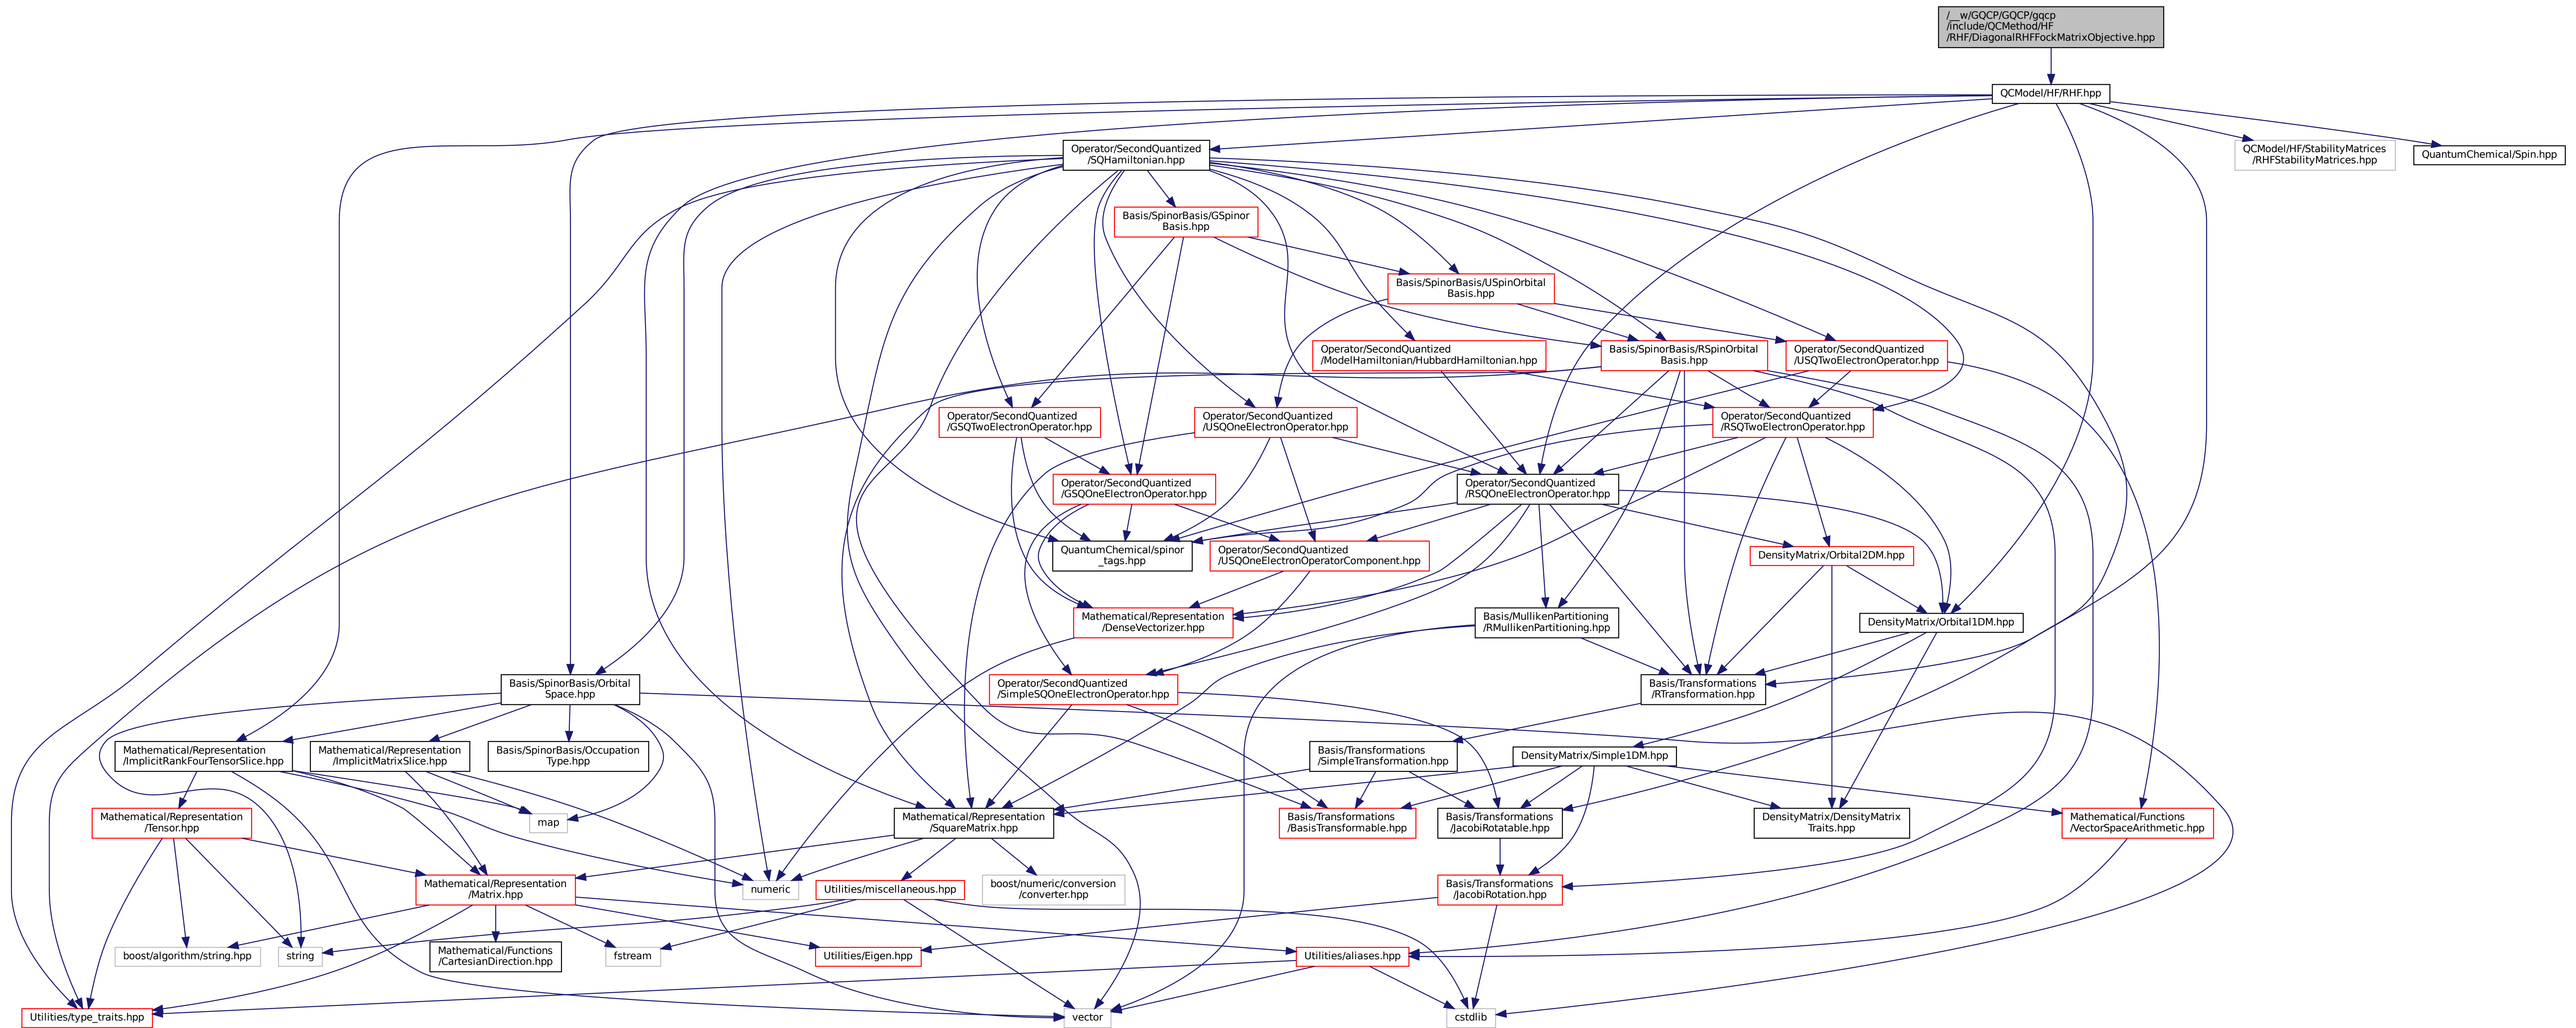 /__w/GQCP/GQCP/gqcp
/include/QCMethod/HF
/RHF/DiagonalRHFFockMatrixObjective.hpp
QCModel/HF/RHF.hpp
Operator/SecondQuantized
/SQHamiltonian.hpp
QCModel/HF/StabilityMatrices
/RHFStabilityMatrices.hpp
QuantumChemical/Spin.hpp
Basis/SpinorBasis/GSpinor
Basis.hpp
Basis/SpinorBasis/USpinOrbital
Basis.hpp
Operator/SecondQuantized
/ModelHamiltonian/HubbardHamiltonian.hpp
Basis/SpinorBasis/RSpinOrbital
Basis.hpp
Operator/SecondQuantized
/USQTwoElectronOperator.hpp
Operator/SecondQuantized
/GSQTwoElectronOperator.hpp
Operator/SecondQuantized
/USQOneElectronOperator.hpp
Operator/SecondQuantized
/RSQTwoElectronOperator.hpp
Operator/SecondQuantized
/GSQOneElectronOperator.hpp
Operator/SecondQuantized
/RSQOneElectronOperator.hpp
QuantumChemical/spinor
_tags.hpp
Operator/SecondQuantized
/USQOneElectronOperatorComponent.hpp
DensityMatrix/Orbital2DM.hpp
Mathematical/Representation
/DenseVectorizer.hpp
Basis/MullikenPartitioning
/RMullikenPartitioning.hpp
DensityMatrix/Orbital1DM.hpp
Basis/SpinorBasis/Orbital
Space.hpp
Operator/SecondQuantized
/SimpleSQOneElectronOperator.hpp
Basis/Transformations
/RTransformation.hpp
Mathematical/Representation
/ImplicitRankFourTensorSlice.hpp
Mathematical/Representation
/ImplicitMatrixSlice.hpp
Basis/SpinorBasis/Occupation
Type.hpp
Basis/Transformations
/SimpleTransformation.hpp
DensityMatrix/Simple1DM.hpp
Mathematical/Representation
/Tensor.hpp
map
Mathematical/Representation
/SquareMatrix.hpp
Basis/Transformations
/BasisTransformable.hpp
Basis/Transformations
/JacobiRotatable.hpp
DensityMatrix/DensityMatrix
Traits.hpp
Mathematical/Functions
/VectorSpaceArithmetic.hpp
Mathematical/Representation
/Matrix.hpp
numeric
Utilities/miscellaneous.hpp
boost/numeric/conversion
/converter.hpp
Basis/Transformations
/JacobiRotation.hpp
boost/algorithm/string.hpp
string
Mathematical/Functions
/CartesianDirection.hpp
fstream
Utilities/Eigen.hpp
Utilities/aliases.hpp
Utilities/type_traits.hpp
vector
cstdlib